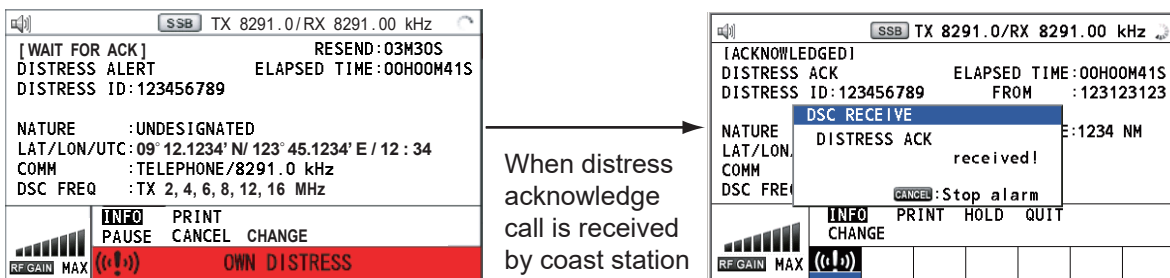 SSB TX 8291.0/RX 8291.00 kHz
[WAIT FOR ACK] RESEND:03M30S
DISTRESS ALERT ELAPSED TIME:00H00M41S
DISTRESS ID:123456789
NATURE :UNDESIGNATED
LAT/LON/UTC:09°12.1234' N/ 123°45.1234' E / 12 : 34
COMM :TELEPHONE/8291.0 kHz
DSC FREQ :TX 2, 4, 6, 8, 12, 16 MHz
INFO PRINT
PAUSE CANCEL CHANGE
RF GAIN MAX OWN DISTRESS
When distress
acknowledge
call is received
by coast station
SSB TX 8291.0/RX 8291.00 kHz
[ACKNOWLEDGED]
DISTRESS ACK ELAPSED TIME:00H00M41S
DISTRESS ID:123456789 FROM :123123123
DSC RECEIVE
NATURE E:1234 NM
DISTRESS ACK
LAT/LON
received!
COMM
DSC FRE
CANCEL:Stop alarm
INFO PRINT HOLD QUIT
CHANGE
RF GAIN MAX